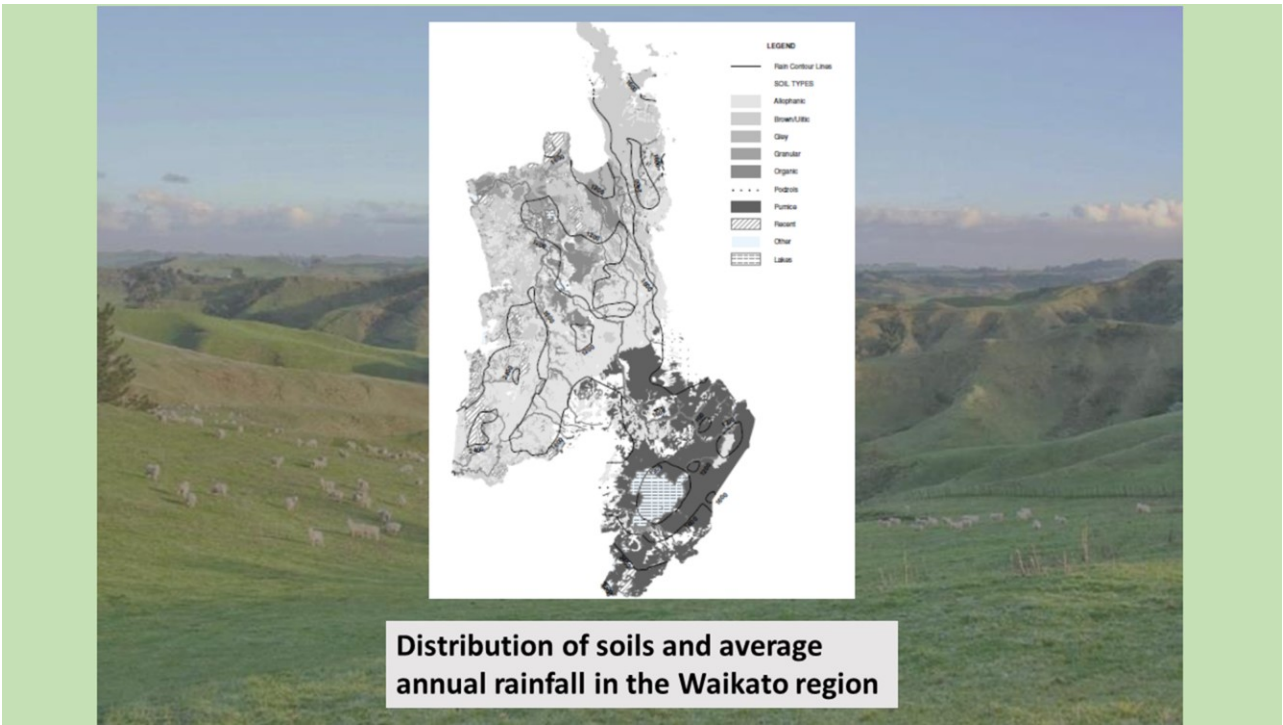 LEGEND
Rain Contour Lines
SOIL TYPES
Allophanic
Brown/Ultic
Gley
Granular
Organic
Podzols
Pumice
Recent
Other
Lakes
Distribution of soils and average
annual rainfall in the Waikato region